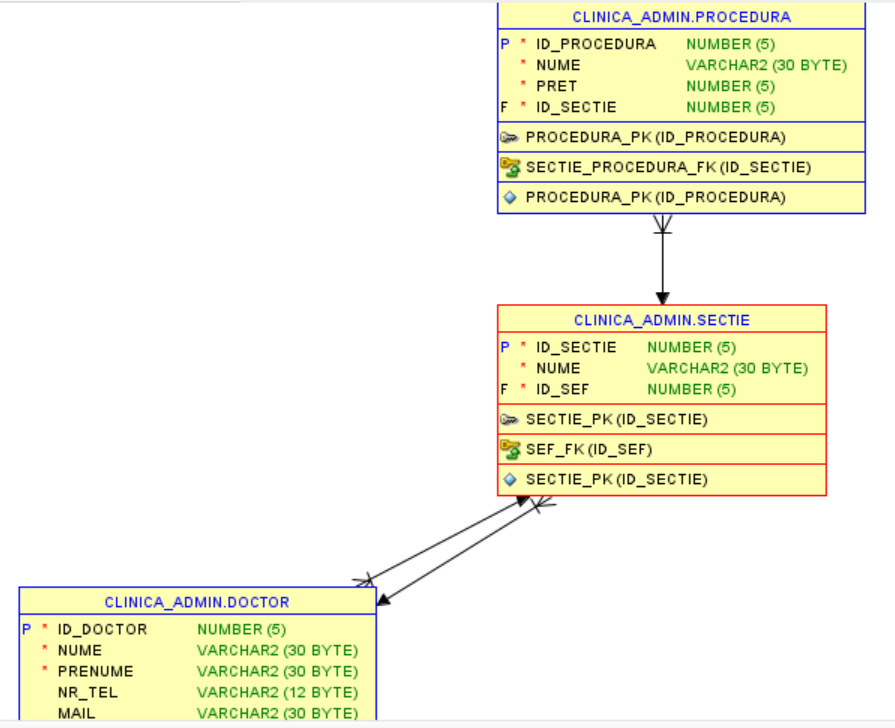 CLINICA_ADMIN.PROCEDURA
P * ID_PROCEDURA NUMBER (5)
* NUME VARCHAR2 (30 BYTE)
* PRET NUMBER (5)
F * ID_SECTIE NUMBER (5)
PROCEDURA_PK (ID_PROCEDURA)
SECTIE_PROCEDURA_FK (ID_SECTIE)
PROCEDURA_PK (ID_PROCEDURA)
CLINICA_ADMIN.SECTIE
P * ID_SECTIE NUMBER (5)
* NUME VARCHAR2 (30 BYTE)
F * ID_SEF NUMBER (5)
SECTIE_PK (ID_SECTIE)
SEF_FK (ID_SEF)
SECTIE_PK (ID_SECTIE)
CLINICA_ADMIN.DOCTOR
P * ID_DOCTOR NUMBER (5)
* NUME VARCHAR2 (30 BYTE)
* PRENUME VARCHAR2 (30 BYTE)
NR_TEL VARCHAR2 (12 BYTE)
MAIL VARCHAR2 (30 BYTE)